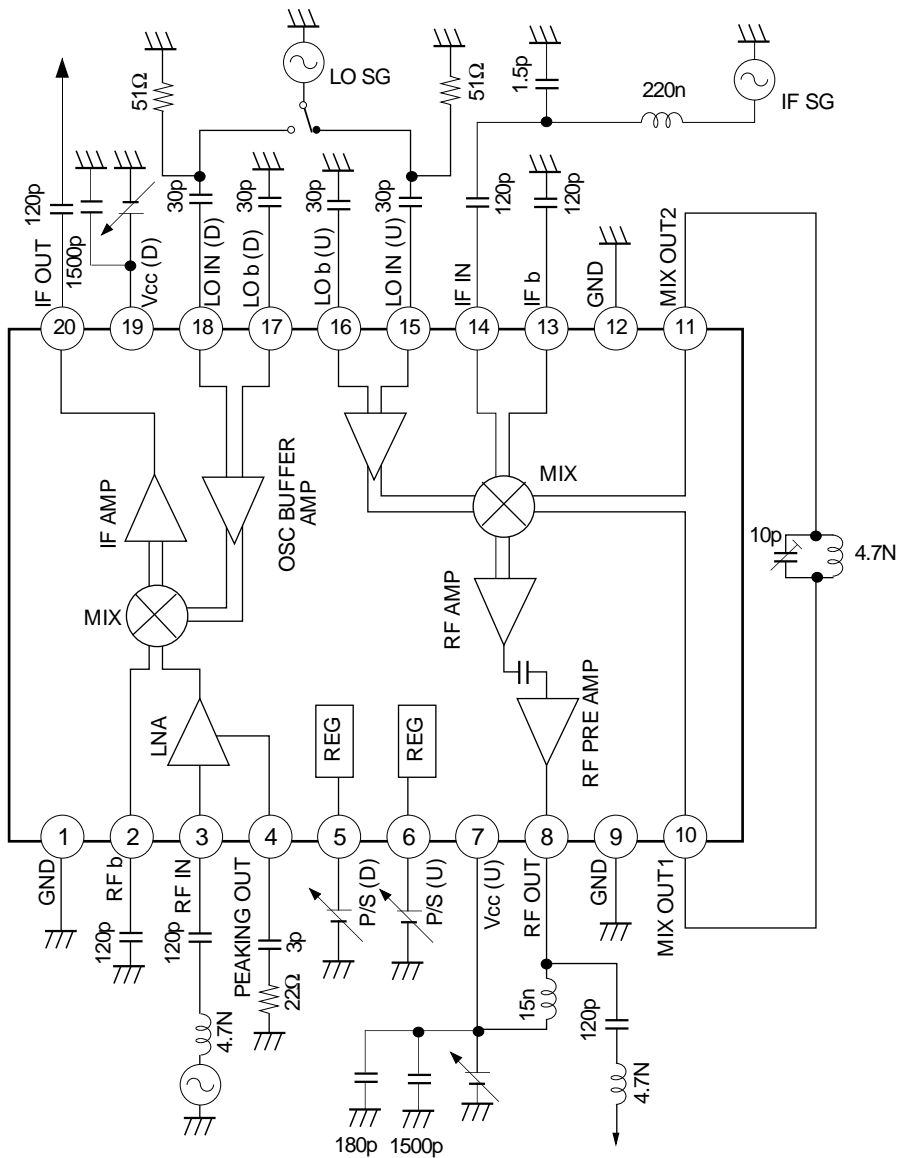 LO SG
51Ω
51Ω
1.5p
220n
IF SG
120p
1500p
30p
30p
30p
30p
120p
120p
IF OUT
Vcc (D)
LO IN (D)
LO b (D)
LO b (U)
LO IN (U)
IF IN
IF b
GND
MIX OUT2
20
19
18
17
16
15
14
13
12
11
IF AMP
OSC BUFFER
AMP
MIX
MIX
10p
4.7N
RF AMP
LNA
REG
REG
RF PRE AMP
1
2
3
4
5
6
7
8
9
10
GND
RF b
RF IN
PEAKING OUT
P/S (D)
P/S (U)
Vcc (U)
RF OUT
GND
MIX OUT1
120p
120p
3p
22Ω
4.7N
15n
120p
4.7N
180p
1500p